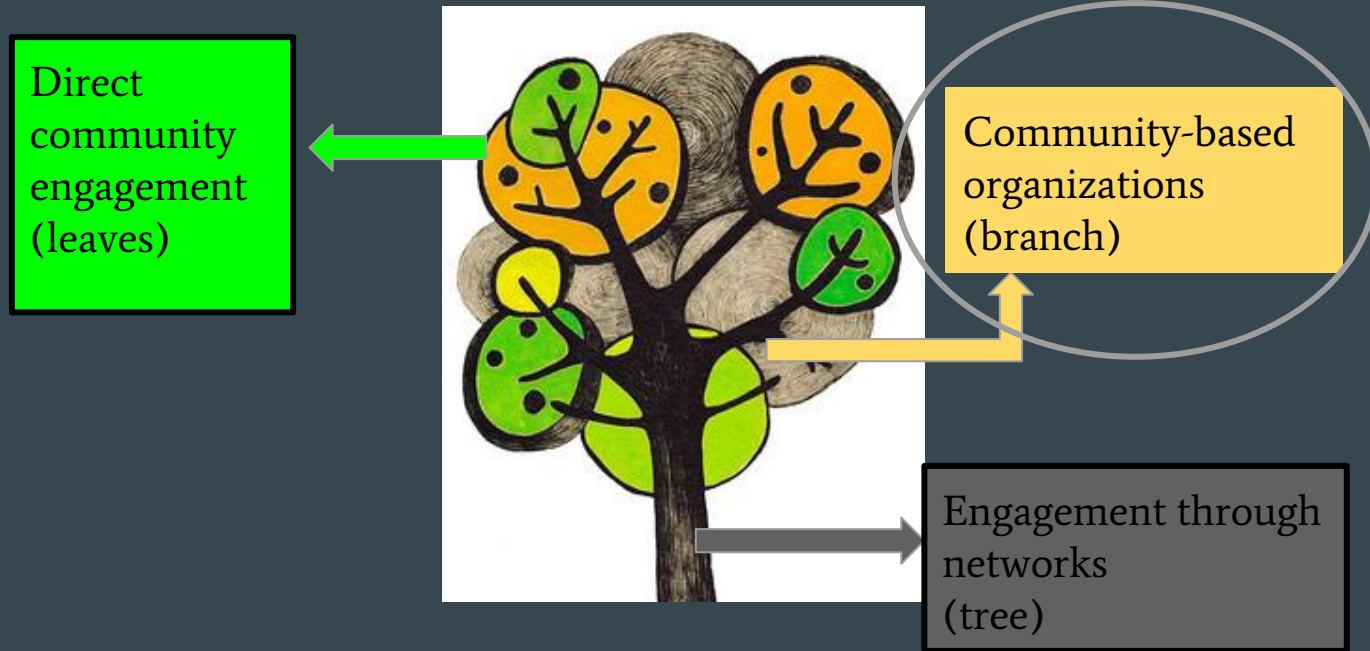 Direct
community
engagement
(leaves)
Community-based
organizations
(branch)
Engagement through
networks
(tree)